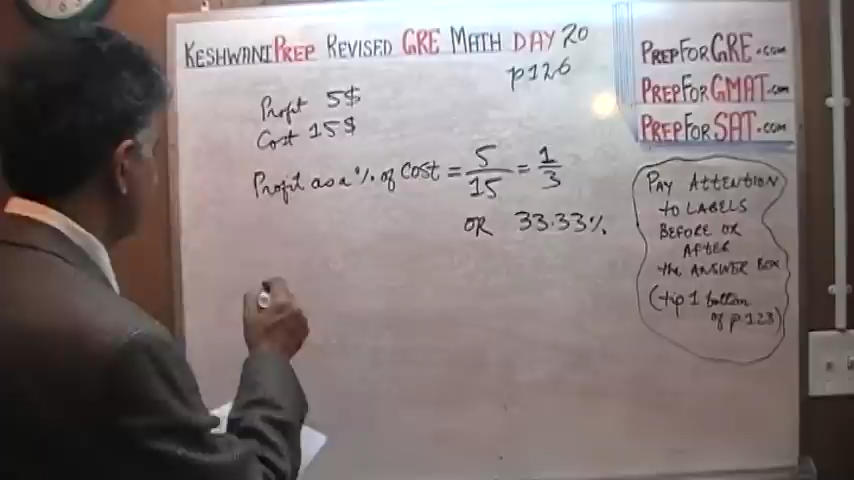 KESHWANIPREP REVISED GRE MATH DAY 20
p126
Profit 5$
Cost 15$
Profit as a % of Cost = 5/15 = 1/3
OR 33.33%
PREPFORGRE.com
PREPFORGMAT.com
PREPFORSAT.com
PAY ATTENTION
to LABELS
BEFORE OR
AFTER
the ANSWER BOX
(tip 1 bottom
of p 123)